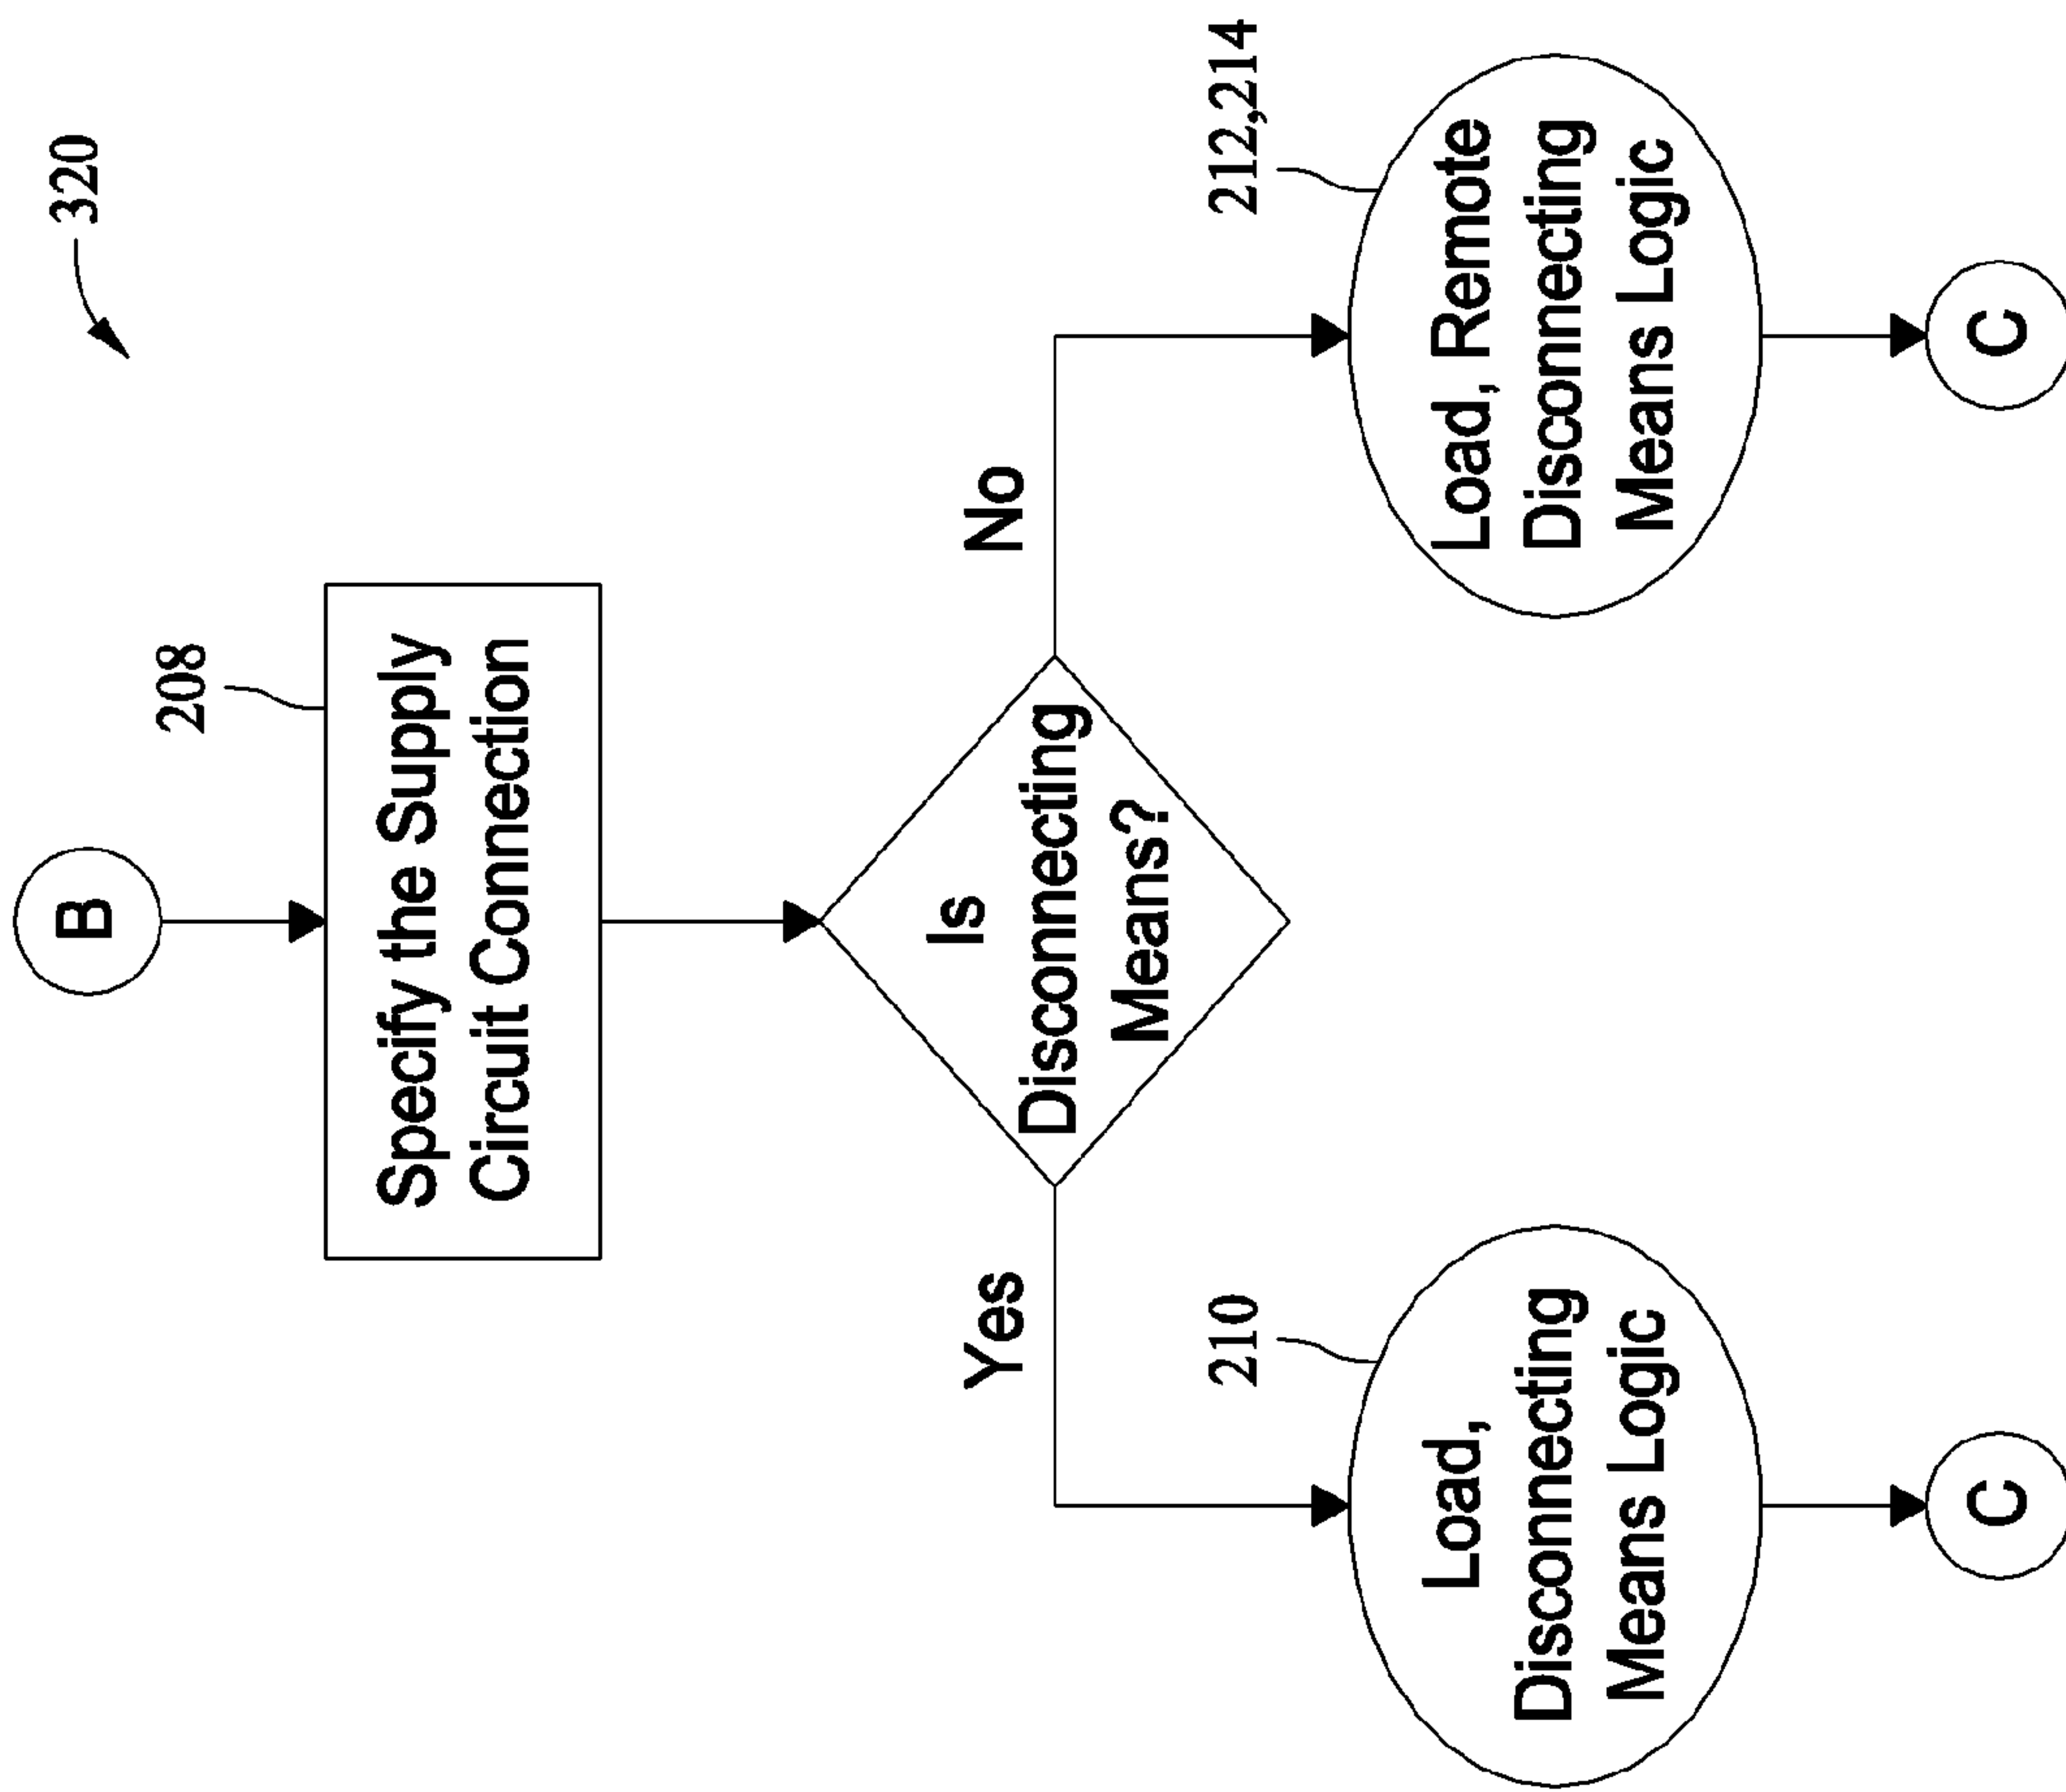 320
B
208
Specify the Supply
Circuit Connection
Is
Disconnecting
Means?
Yes
No
210
Load,
Disconnecting
Means Logic
212,214
Load, Remote
Disconnecting
Means Logic
C
C